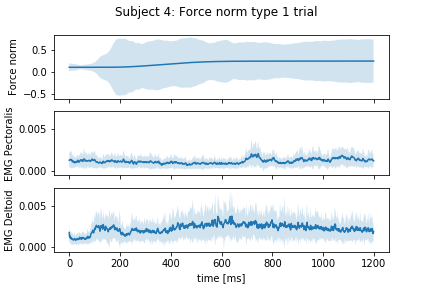 Subject 4: Force norm type 1 trial
Force norm
0.5
0.0
−0.5
EMG Pectoralis
0.005
0.000
EMG Deltoid
0.005
0.000
0 200 400 600 800 1000 1200
time [ms]